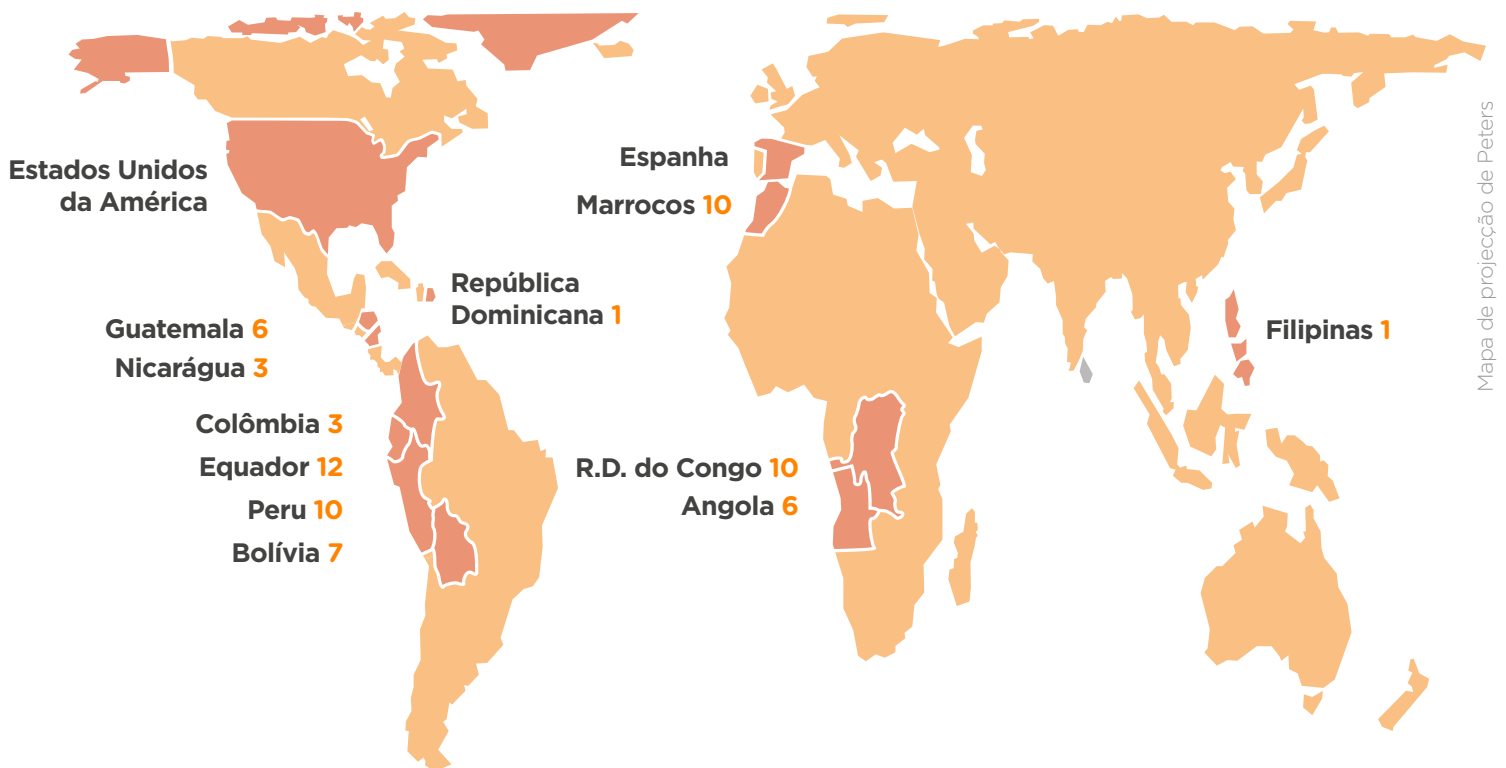 Estados Unidos
da América
Espanha
Marrocos 10
República
Dominicana 1
Guatemala 6
Nicarágua 3
Filipinas 1
Colômbia 3
Equador 12
Peru 10
Bolívia 7
R.D. do Congo 10
Angola 6
Mapa de projecção de Peters